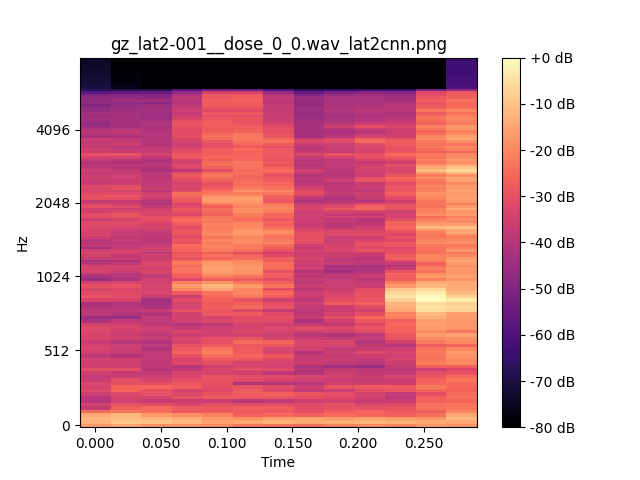 gz_lat2-001__dose_0_0.wav_lat2cnn.png
Hz
4096
2048
1024
512
0
0.000 0.050 0.100 0.150 0.200 0.250
Time
+0 dB
-10 dB
-20 dB
-30 dB
-40 dB
-50 dB
-60 dB
-70 dB
-80 dB